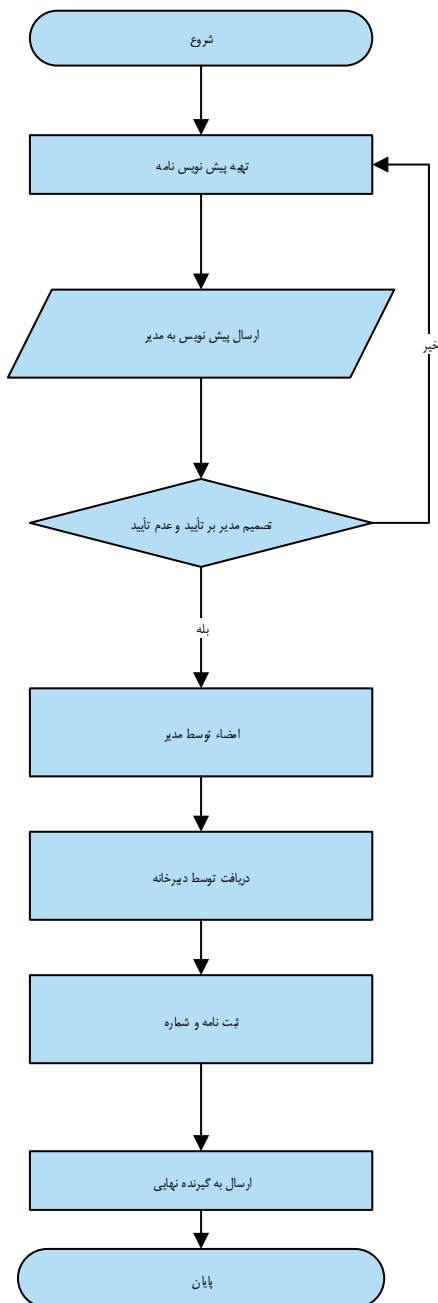 شروع
تهیه پیش نویس نامه
ارسال پیش نویس به مدیر
خیر
تصمیم مدیر بر تأیید و عدم تأیید
بله
امضاء توسط مدیر
دریافت توسط دبیرخانه
ثبت نامه و شماره
ارسال به گیرنده نهایی
پایان